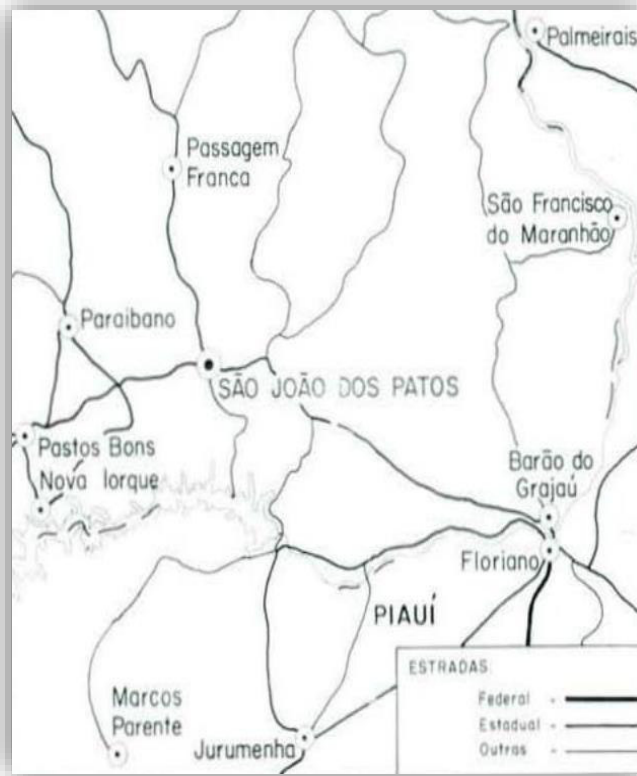 Palmeirais
Passagem
Franca
São Francisco
do Maranhão
Paraibano
SÃO JOÃO DOS PATOS
Pastos Bons
Nova Iorque
Barão do
Grajaú
Floriano
PIAUÍ
ESTRADAS:
Federal -
Estadual -
Outras -
Marcos
Parente
Jurumenha